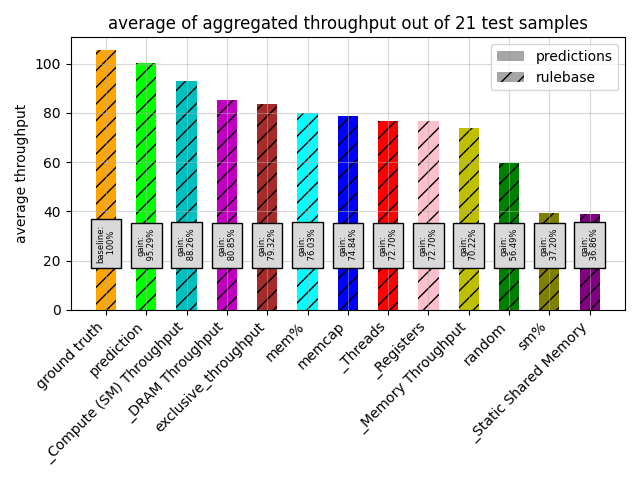 average of aggregated throughput out of 21 test samples
predictions
rulebase
average throughput
100
80
60
40
20
0
baseline:
100%
gain:
95.29%
gain:
88.26%
gain:
80.85%
gain:
79.32%
gain:
76.03%
gain:
74.84%
gain:
72.70%
gain:
72.70%
gain:
70.22%
gain:
56.49%
gain:
37.20%
gain:
36.86%
ground truth
prediction
_Compute (SM) Throughput
_DRAM Throughput
exclusive_throughput
mem%
memcap
_Threads
_Registers
_Memory Throughput
random
sm%
_Static Shared Memory